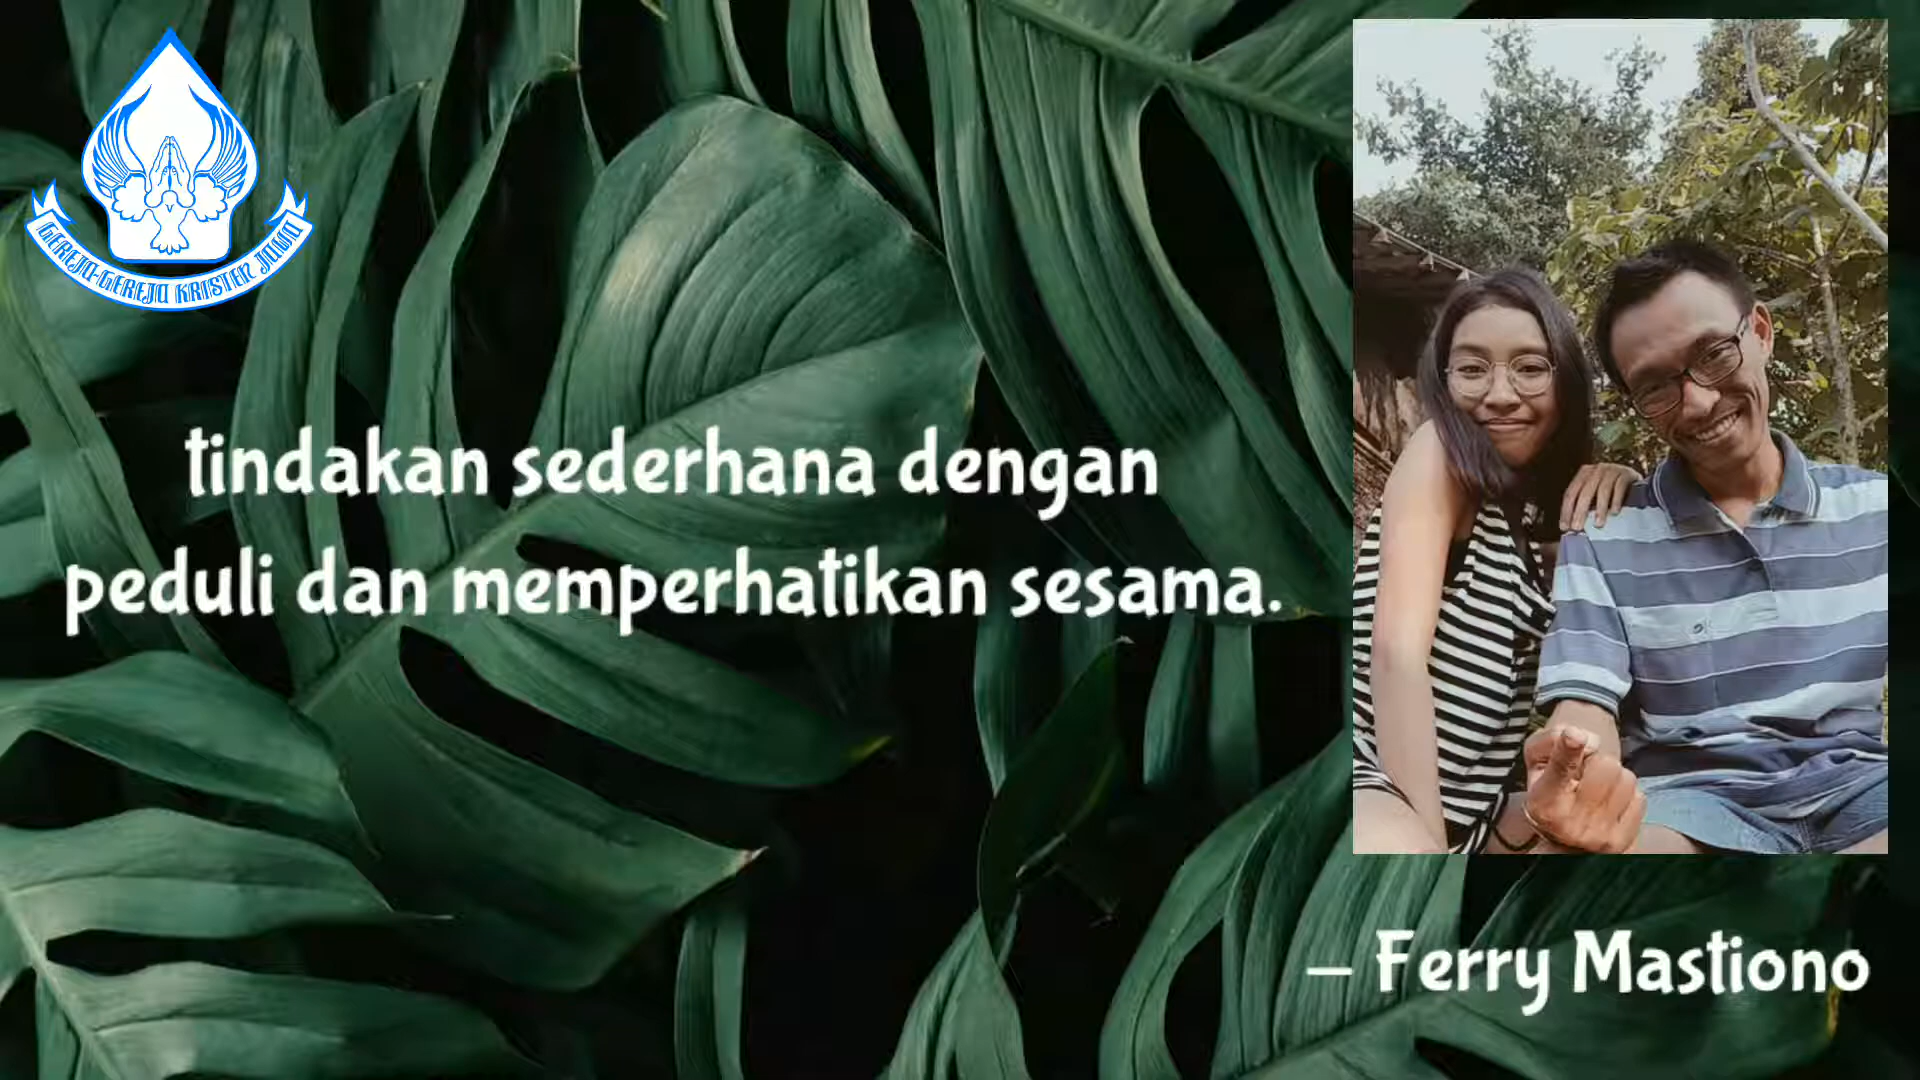 GEREJA-GEREJA KRISTEN JAWA
tindakan sederhana dengan
peduli dan memperhatikan sesama.
— Ferry Mastiono